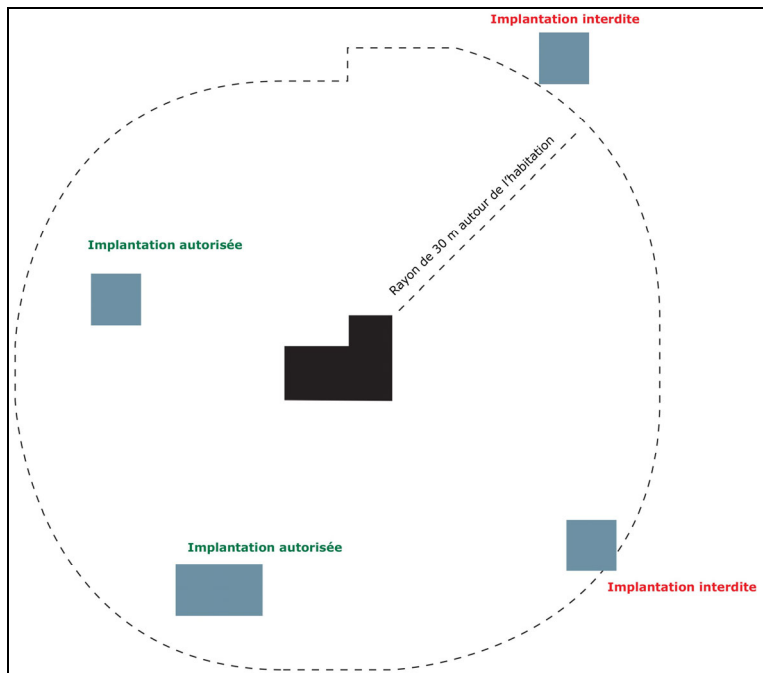 Implantation interdite
Rayon de 30 m autour de l'habitation
Implantation autorisée
Implantation autorisée
Implantation interdite